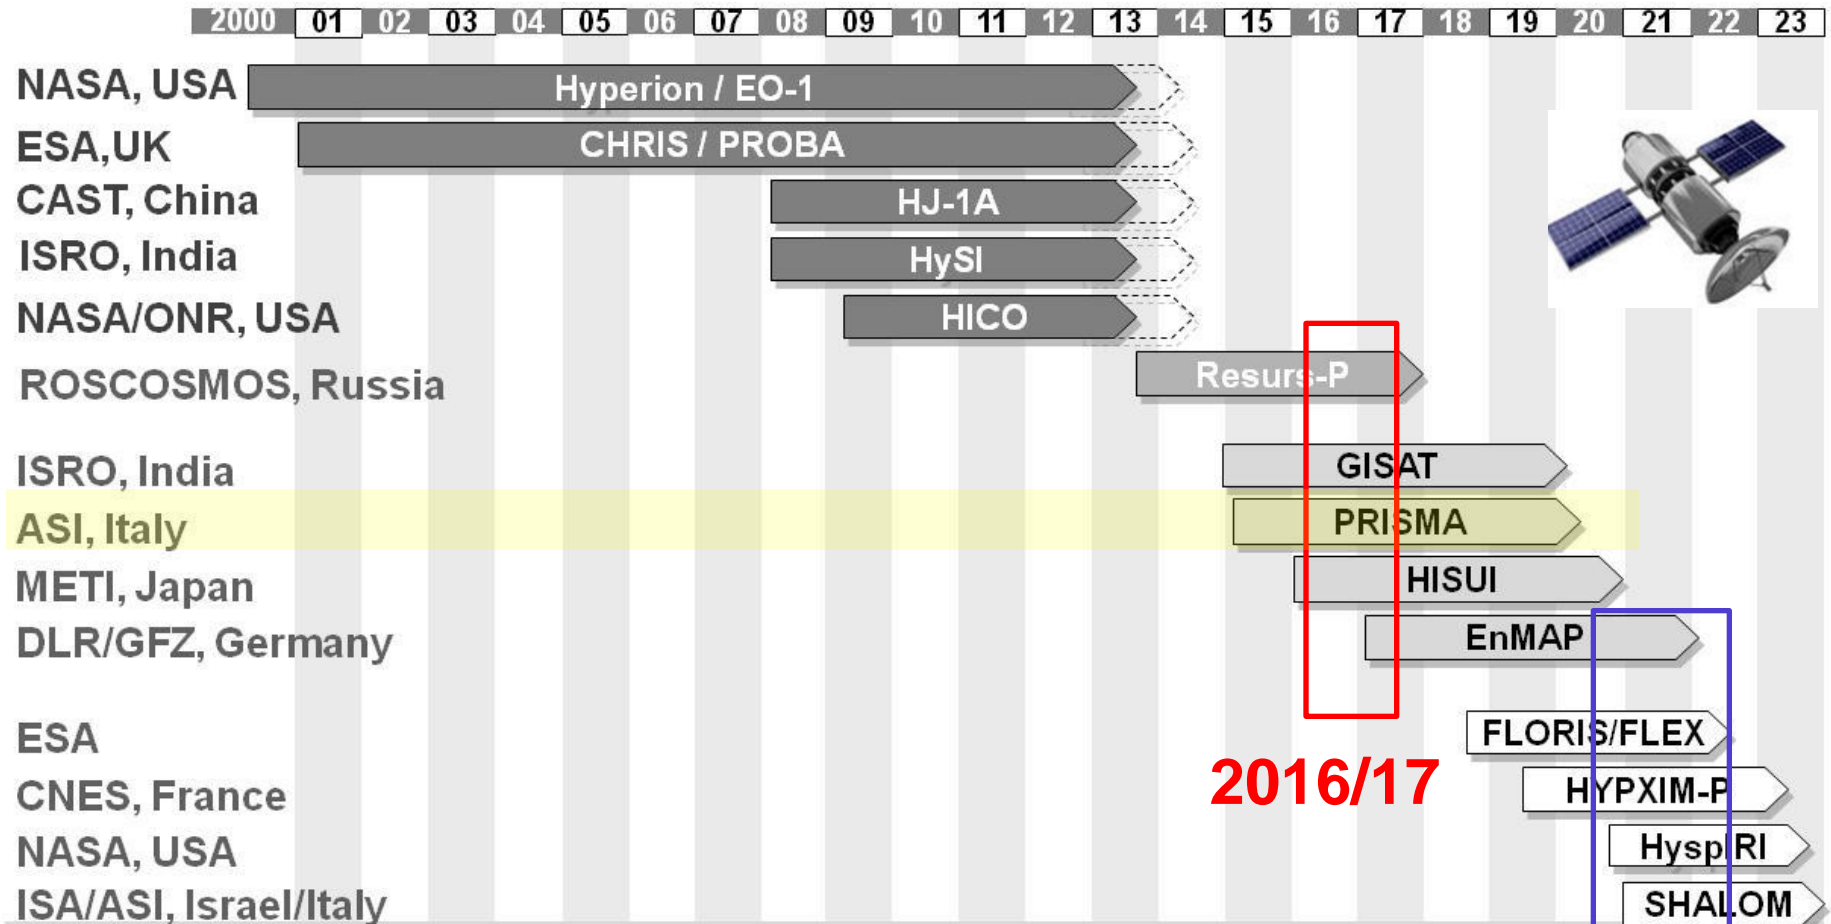 2000 01 02 03 04 05 06 07 08 09 10 11 12 13 14 15 16 17 18 19 20 21 22 23
NASA, USA Hyperion / EO-1
ESA,UK CHRIS / PROBA
CAST, China HJ-1A
ISRO, India HySI
NASA/ONR, USA HICO
ROSCOSMOS, Russia Resurs-P
ISRO, India GISAT
ASI, Italy PRISMA
METI, Japan HISUI
DLR/GFZ, Germany EnMAP
ESA FLORIS/FLEX
2016/17
CNES, France HYPXIM-P
NASA, USA HyspIRI
ISA/ASI, Israel/Italy SHALOM